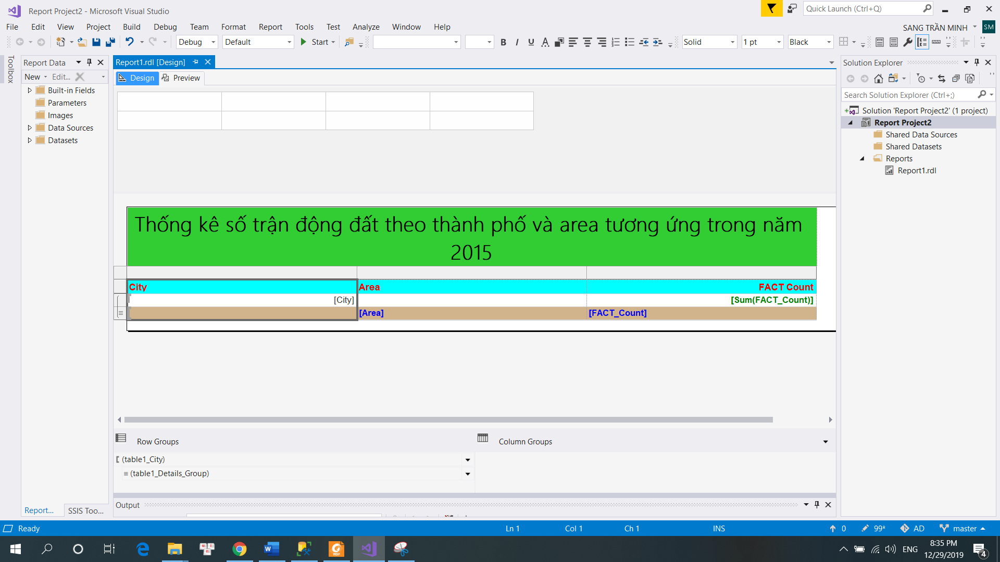 Report Project2 - Microsoft Visual Studio
Quick Launch (Ctrl+Q)
File Edit View Project Build Debug Team Format Report Tools Test Analyze Window Help
SANG TRẦN MINH SM
Debug Default Start B I U A Solid 1 pt Black
Toolbox
Report Data
New Edit...
Built-in Fields
Parameters
Images
Data Sources
Datasets
Report... SSIS Too...
Report1.rdl [Design]
Design Preview
Thống kê số trận động đất theo thành phố và area tương ứng trong năm
2015
City Area FACT Count
[City] [Sum(FACT_Count)]
[Area] [FACT_Count]
Row Groups Column Groups
(table1_City)
(table1_Details_Group)
Output
Solution Explorer
Search Solution Explorer (Ctrl+;)
Solution 'Report Project2' (1 project)
Report Project2
Shared Data Sources
Shared Datasets
Reports
Report1.rdl
Ready Ln 1 Col 1 Ch 1 INS 0 99* AD master
ENG 8:35 PM
12/29/2019 4